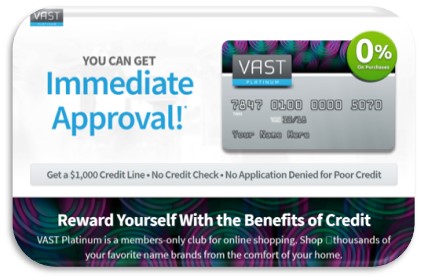 VAST
PLATINUM
YOU CAN GET
Immediate
Approval!*
0%
On Purchases
VAST
PLATINUM
7847 0100 0000 5070
Your Name Here
Get a $1,000 Credit Line • No Credit Check • No Application Denied for Poor Credit
Reward Yourself With the Benefits of Credit
VAST Platinum is a members-only club for online shopping. Shop □thousands of
your favorite name brands from the comfort of your home.